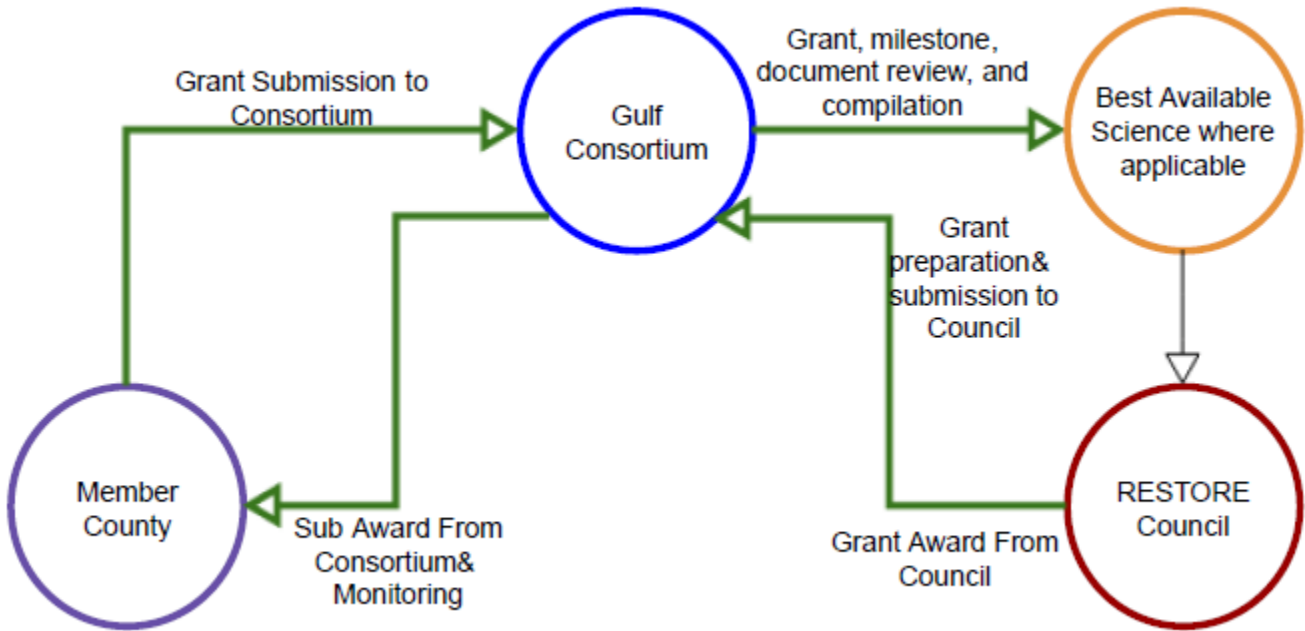 Grant Submission to
Consortium
Gulf
Consortium
Grant, milestone,
document review, and
compilation
Best Available
Science where
applicable
Grant
preparation&
submission to
Council
Member
County
Sub Award From
Consortium&
Monitoring
Grant Award From
Council
RESTORE
Council